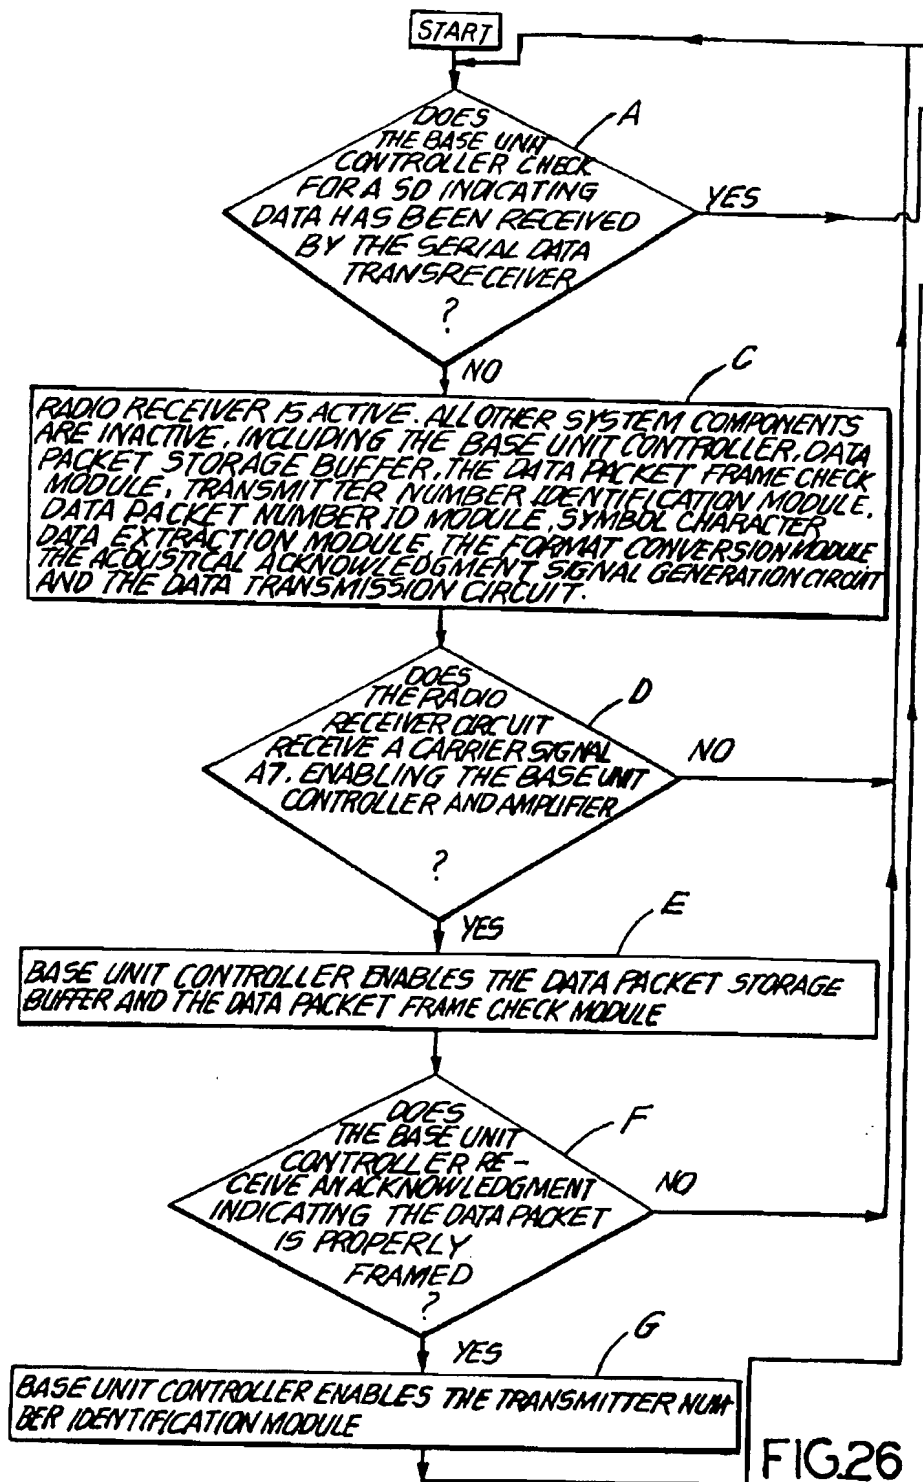 START
A
DOES
THE BASE UNIT
CONTROLLER CHECK
FOR A SD INDICATING
DATA HAS BEEN RECEIVED
BY THE SERIAL DATA
TRANSRECEIVER
?
YES
NO
C
RADIO RECEIVER IS ACTIVE. ALL OTHER SYSTEM COMPONENTS
ARE INACTIVE, INCLUDING THE BASE UNIT CONTROLLER, DATA
PACKET STORAGE BUFFER, THE DATA PACKET FRAME CHECK
MODULE, TRANSMITTER NUMBER IDENTIFICATION MODULE,
DATA PACKET NUMBER ID MODULE, SYMBOL CHARACTER
DATA EXTRACTION MODULE, THE FORMAT CONVERSION MODULE
THE ACOUSTICAL ACKNOWLEDGMENT SIGNAL GENERATION CIRCUIT
AND THE DATA TRANSMISSION CIRCUIT.
D
DOES
THE RADIO
RECEIVER CIRCUIT
RECEIVE A CARRIER SIGNAL
A7, ENABLING THE BASE UNIT
CONTROLLER AND AMPLIFIER
?
NO
YES
E
BASE UNIT CONTROLLER ENABLES THE DATA PACKET STORAGE
BUFFER AND THE DATA PACKET FRAME CHECK MODULE
F
DOES
THE BASE UNIT
CONTROLLER RE-
CEIVE AN ACKNOWLEDGMENT
INDICATING THE DATA PACKET
IS PROPERLY
FRAMED
?
NO
YES
G
BASE UNIT CONTROLLER ENABLES THE TRANSMITTER NUM-
BER IDENTIFICATION MODULE
FIG.26